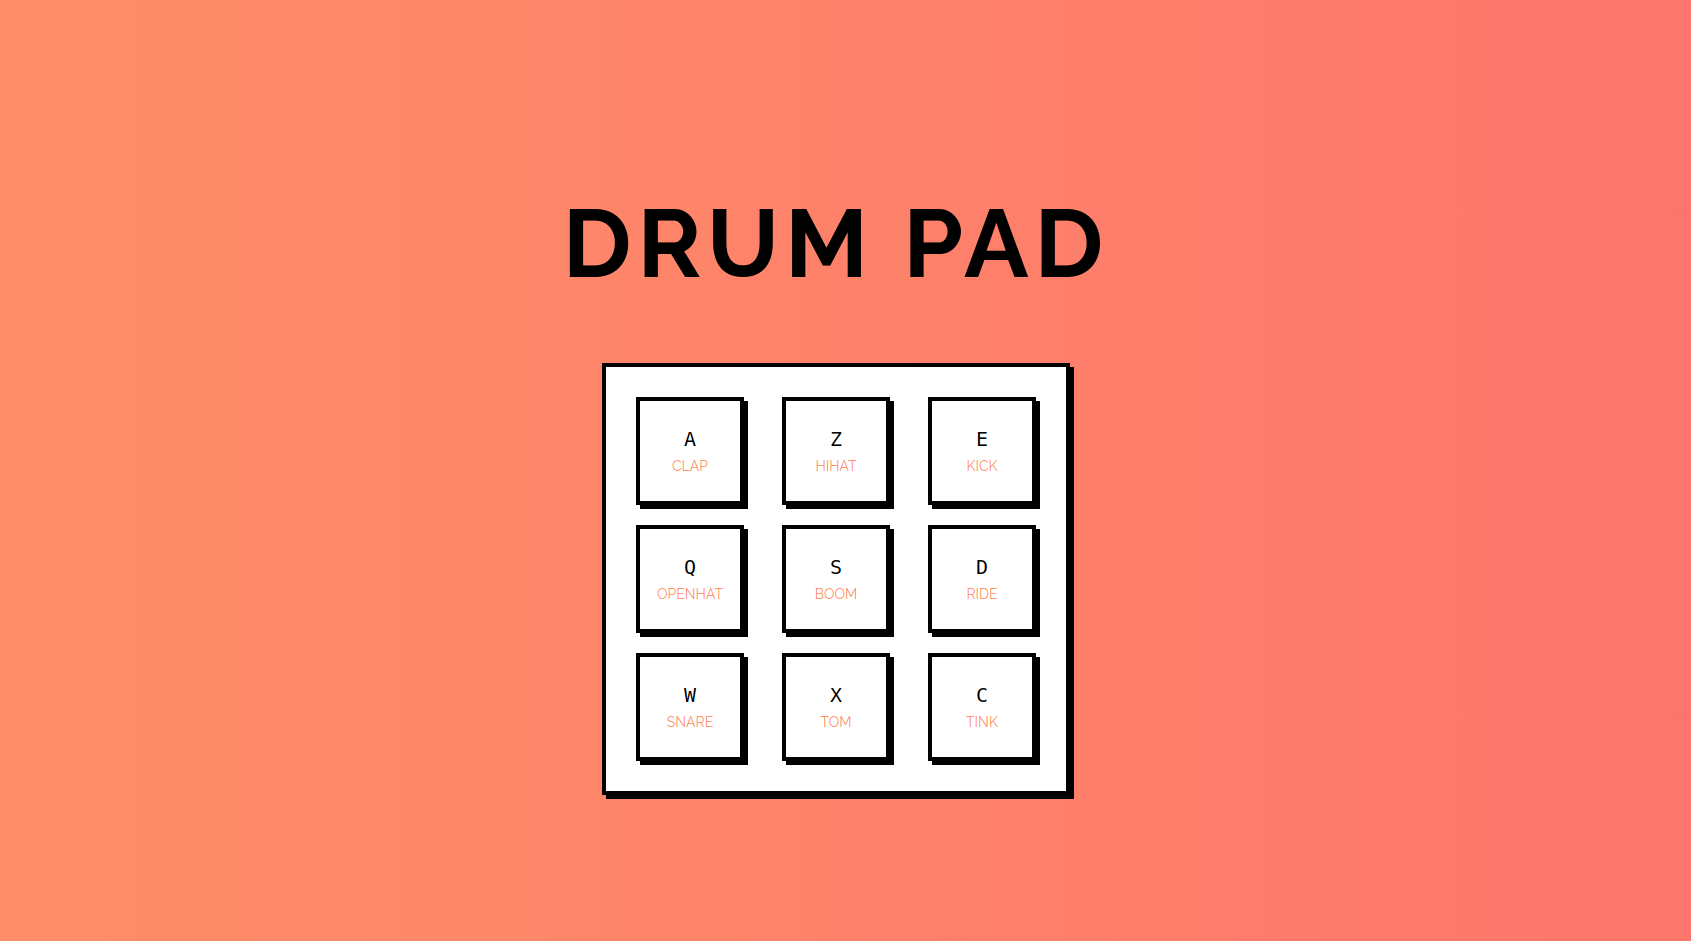 DRUM PAD
A Z E
CLAP HIHAT KICK
Q S D
OPENHAT BOOM RIDE
W X C
SNARE TOM TINK